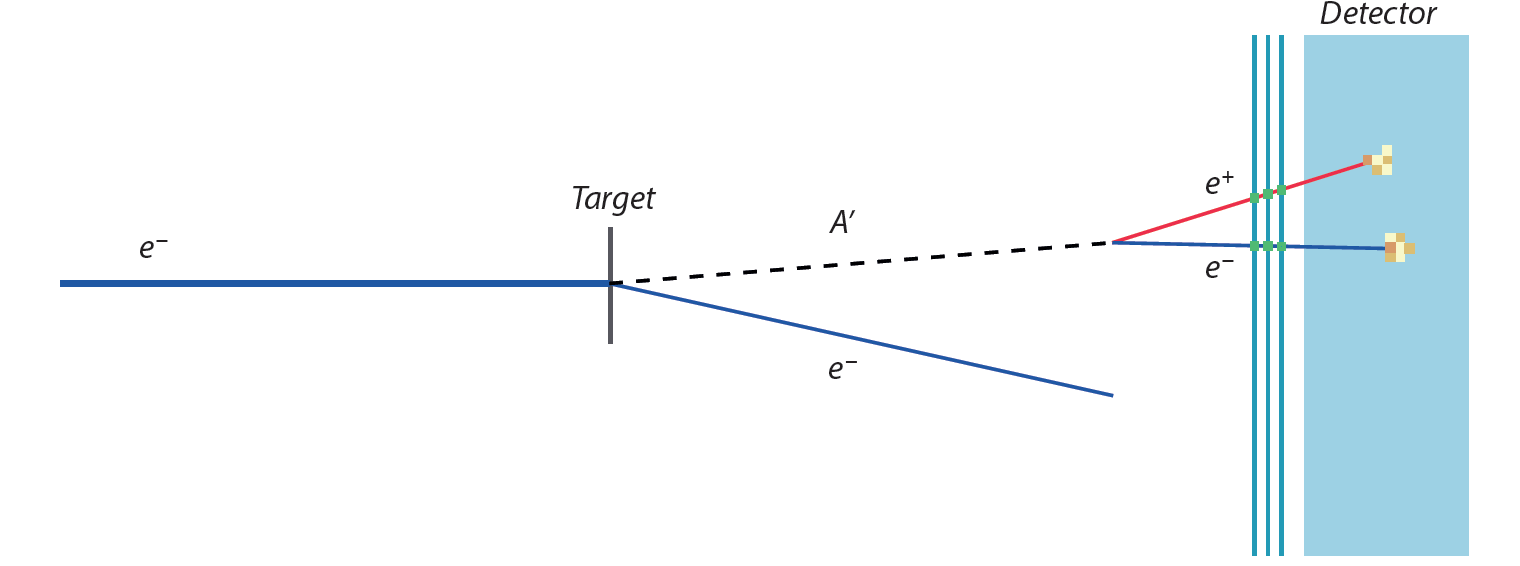 Detector
Target
e⁻
A′
e⁺
e⁻
e⁻